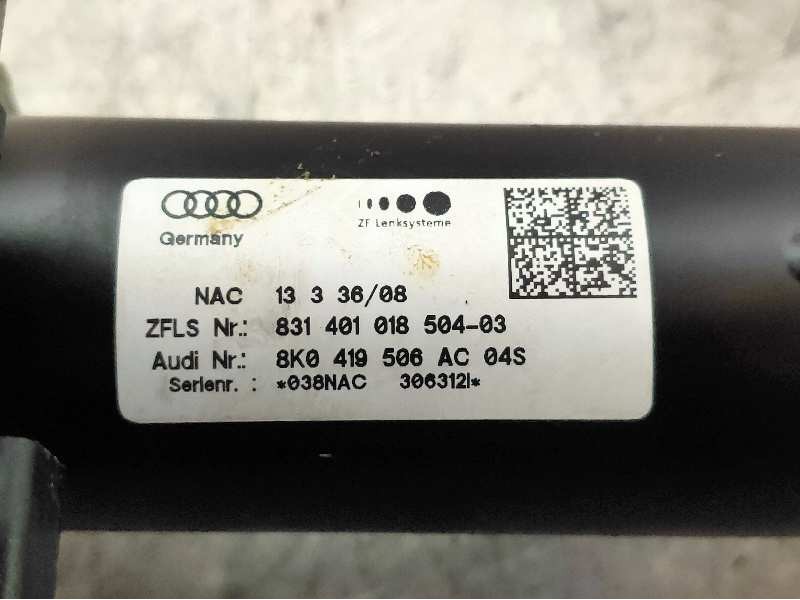 ZF Lenksysteme
Germany
NAC 13 3 36/08
ZFLS Nr.: 831 401 018 504-03
Audi Nr.: 8K0 419 506 AC 04S
Serienr. : *038NAC 306312I*